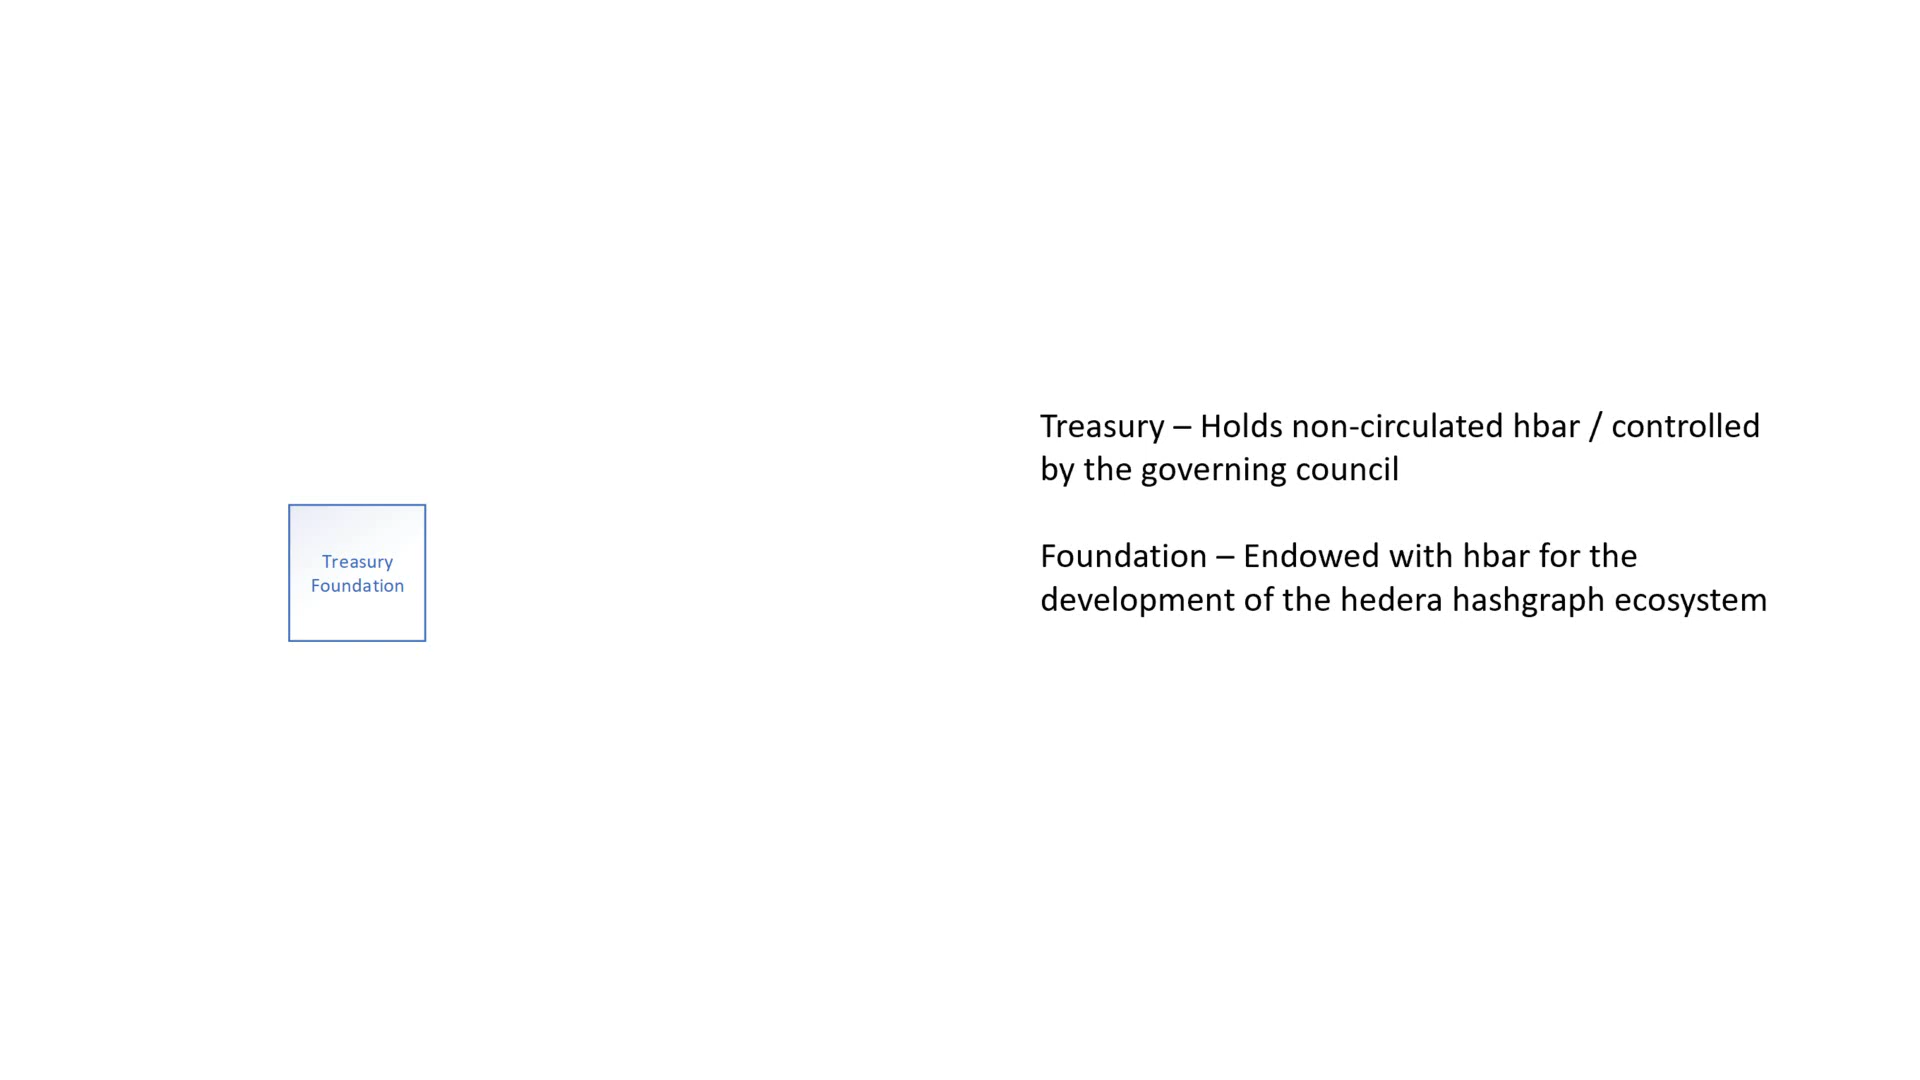 Treasury
Foundation
Treasury – Holds non-circulated hbar / controlled
by the governing council
Foundation – Endowed with hbar for the
development of the hedera hashgraph ecosystem